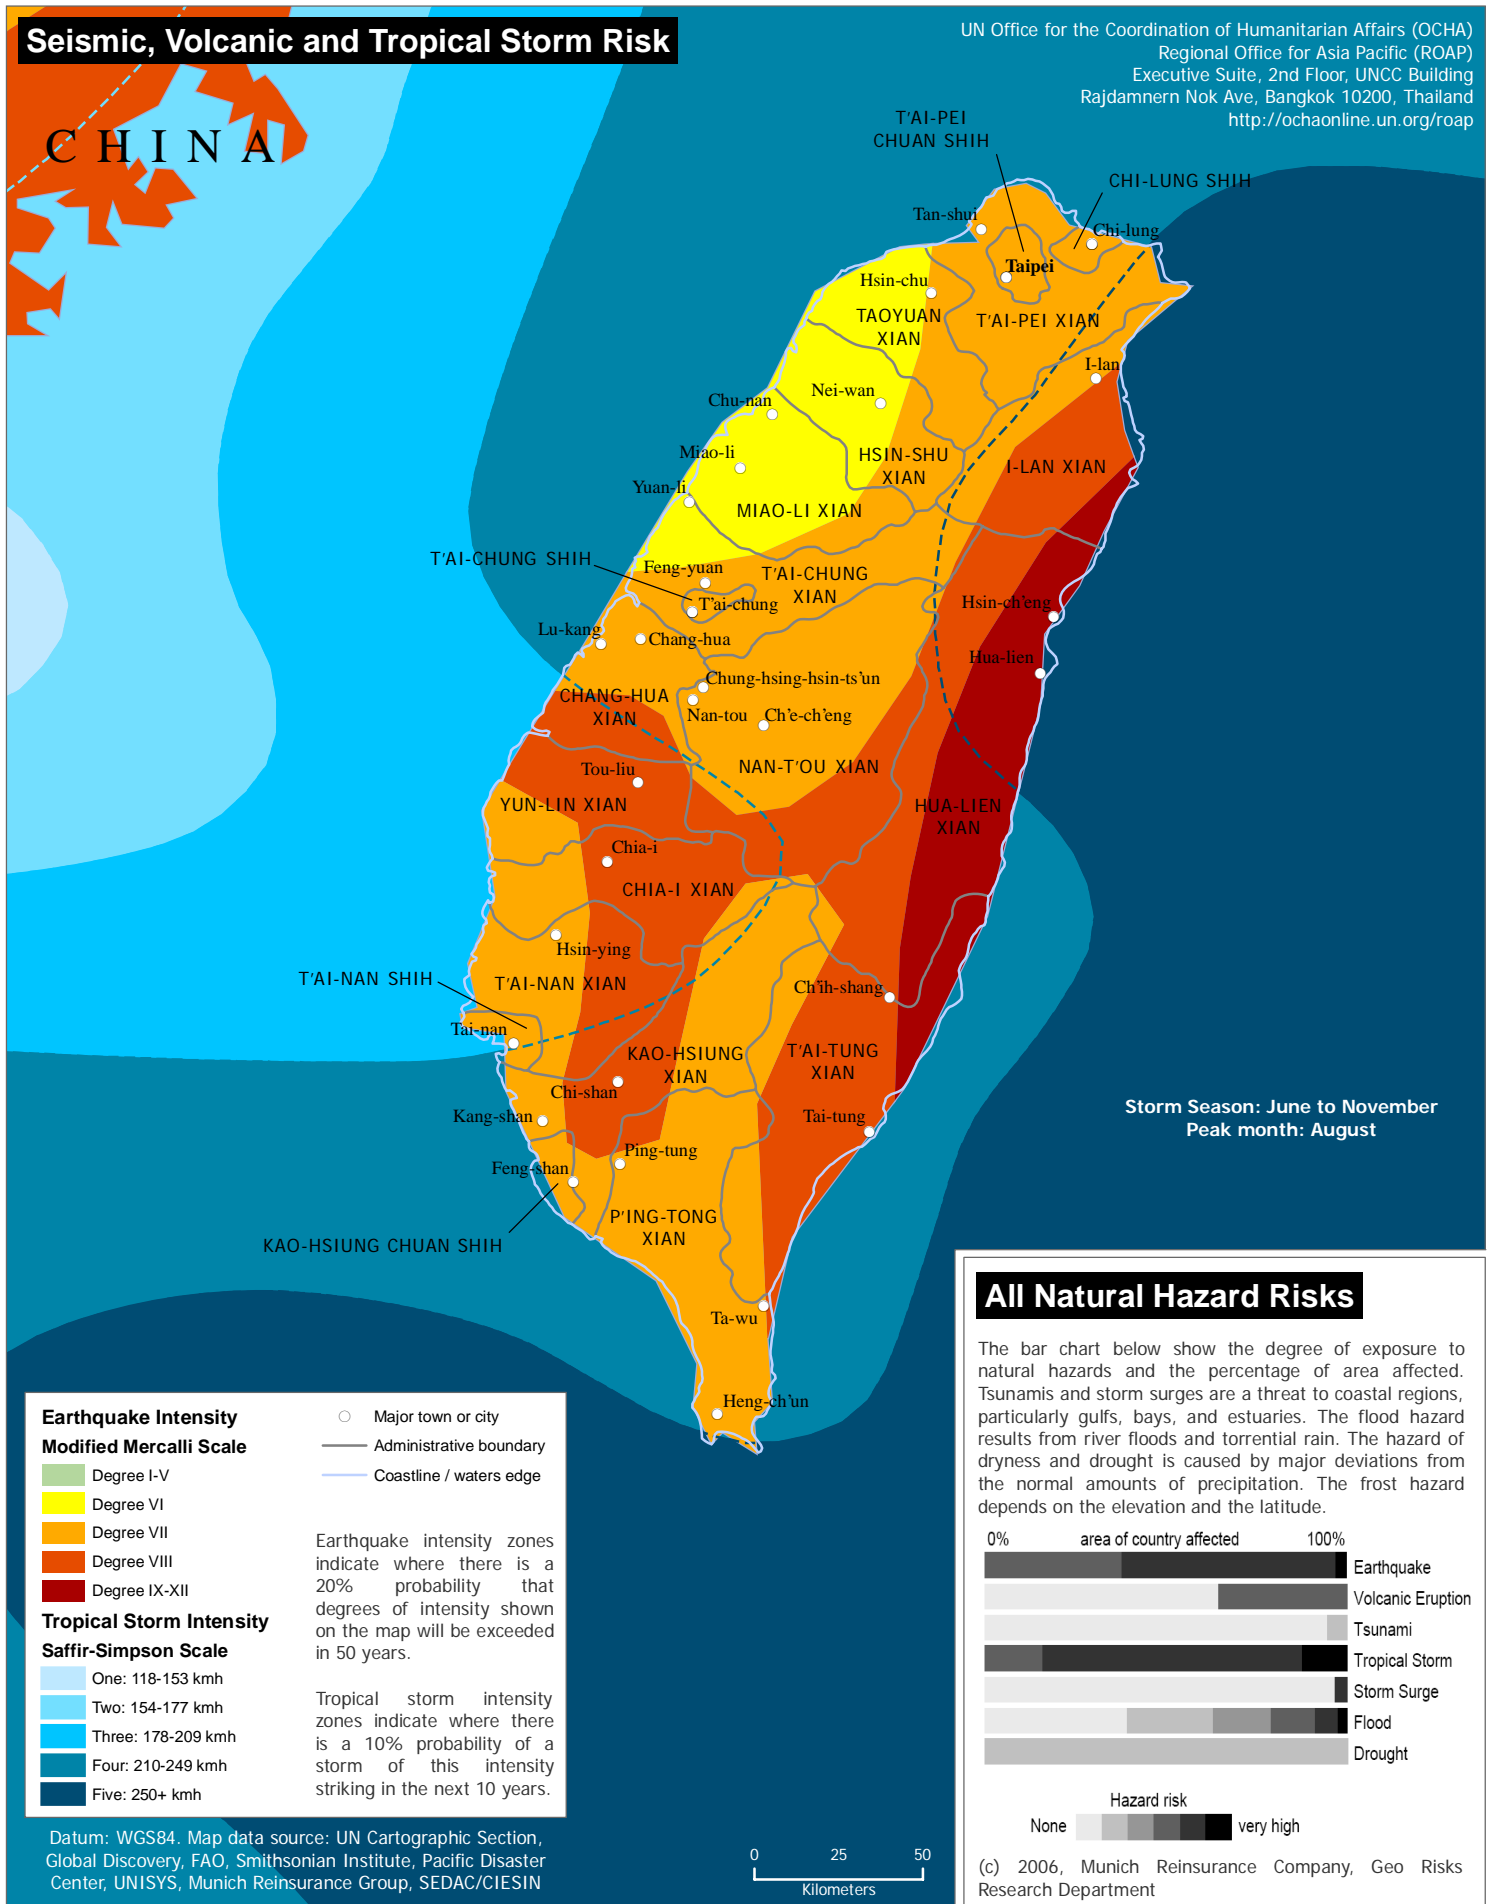 Seismic, Volcanic and Tropical Storm Risk
UN Office for the Coordination of Humanitarian Affairs (OCHA)
Regional Office for Asia Pacific (ROAP)
Executive Suite, 2nd Floor, UNCC Building
Rajdamnern Nok Ave, Bangkok 10200, Thailand
http://ochaonline.un.org/roap
CHINA
T'AI-PEI
CHUAN SHIH
CHI-LUNG SHIH
Tan-shui
Chi-lung
Taipei
Hsin-chu
TAOYUAN
XIAN
T'AI-PEI XIAN
I-lan
Nei-wan
Chu-nan
Miao-li
HSIN-SHU
XIAN
I-LAN XIAN
Yuan-li
MIAO-LI XIAN
T'AI-CHUNG SHIH
Feng-yuan
T'AI-CHUNG
XIAN
T'ai-chung
Hsin-ch'eng
Lu-kang
Chang-hua
Hua-lien
Chung-hsing-hsin-ts'un
CHANG-HUA
XIAN
Nan-tou
Ch'e-ch'eng
NAN-T'OU XIAN
Tou-liu
YUN-LIN XIAN
HUA-LIEN
XIAN
Chia-i
CHIA-I XIAN
Hsin-ying
T'AI-NAN SHIH
T'AI-NAN XIAN
Ch'ih-shang
Tai-nan
KAO-HSIUNG
XIAN
T'AI-TUNG
XIAN
Chi-shan
Kang-shan
Tai-tung
Storm Season: June to November
Peak month: August
Ping-tung
Feng-shan
P'ING-TONG
XIAN
KAO-HSIUNG CHUAN SHIH
Ta-wu
Heng-ch'un
Earthquake Intensity
Modified Mercalli Scale
Degree I-V
Degree VI
Degree VII
Degree VIII
Degree IX-XII
Tropical Storm Intensity
Saffir-Simpson Scale
One: 118-153 kmh
Two: 154-177 kmh
Three: 178-209 kmh
Four: 210-249 kmh
Five: 250+ kmh
Major town or city
Administrative boundary
Coastline / waters edge
Earthquake intensity zones
indicate where there is a
20% probability that
degrees of intensity shown
on the map will be exceeded
in 50 years.
Tropical storm intensity
zones indicate where there
is a 10% probability of a
storm of this intensity
striking in the next 10 years.
Datum: WGS84. Map data source: UN Cartographic Section,
Global Discovery, FAO, Smithsonian Institute, Pacific Disaster
Center, UNISYS, Munich Reinsurance Group, SEDAC/CIESIN
0 25 50
Kilometers
All Natural Hazard Risks
The bar chart below show the degree of exposure to
natural hazards and the percentage of area affected.
Tsunamis and storm surges are a threat to coastal regions,
particularly gulfs, bays, and estuaries. The flood hazard
results from river floods and torrential rain. The hazard of
dryness and drought is caused by major deviations from
the normal amounts of precipitation. The frost hazard
depends on the elevation and the latitude.
0% area of country affected 100%
Earthquake
Volcanic Eruption
Tsunami
Tropical Storm
Storm Surge
Flood
Drought
Hazard risk
None very high
(c) 2006, Munich Reinsurance Company, Geo Risks
Research Department